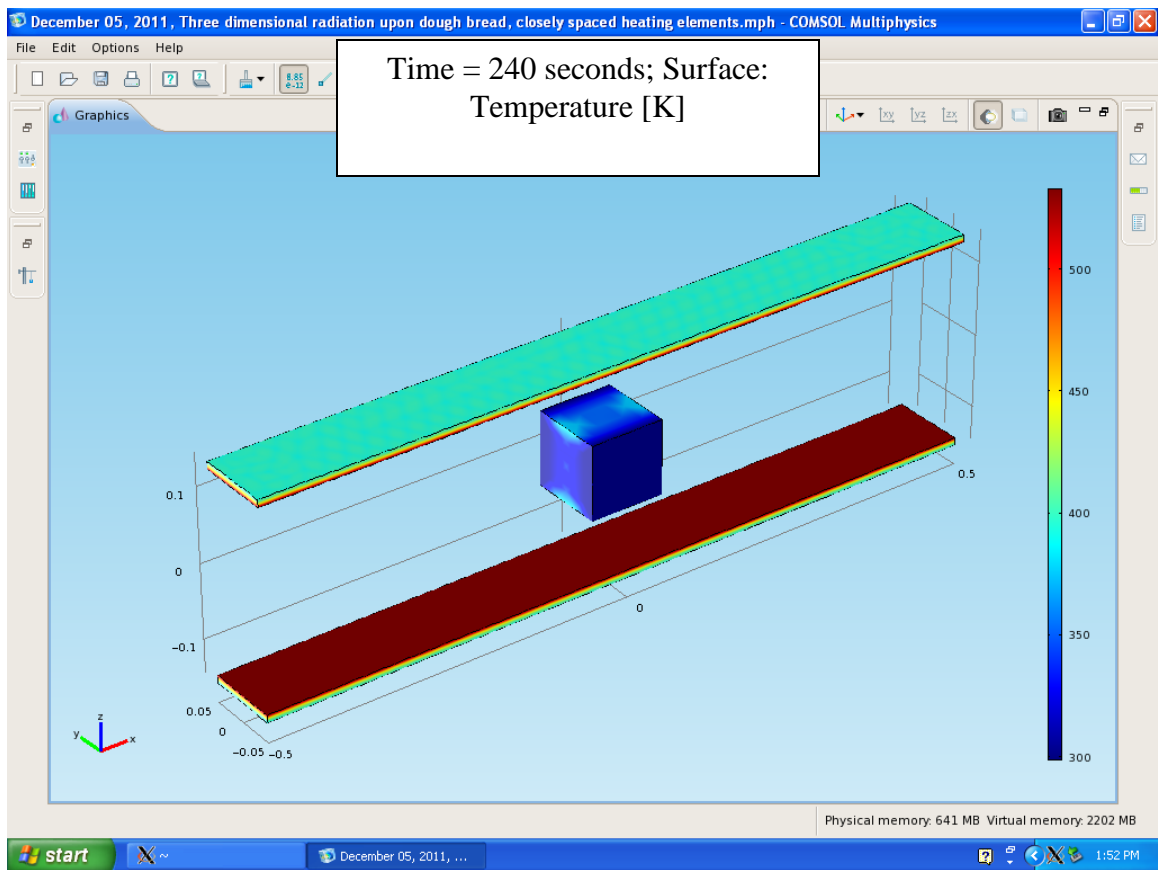 December 05, 2011, Three dimensional radiation upon dough bread, closely spaced heating elements.mph - COMSOL Multiphysics
File Edit Options Help
8.85
e-12
Time = 240 seconds; Surface:
Temperature [K]
xy yz zx
Graphics
500
450
400
350
300
0.1
0
-0.1
0.5
0
0.05
0
-0.05
-0.5
z
y
x
Physical memory: 641 MB Virtual memory: 2202 MB
start
X ~
December 05, 2011, ...
1:52 PM